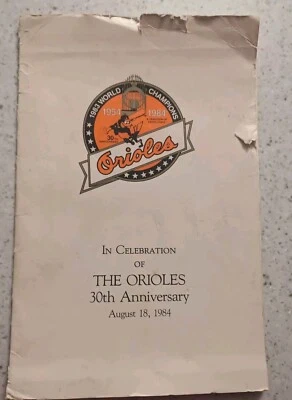 1983 WORLD CHAMPIONS
1954 1984
Orioles
IN CELEBRATION
OF
THE ORIOLES
30th Anniversary
August 18, 1984